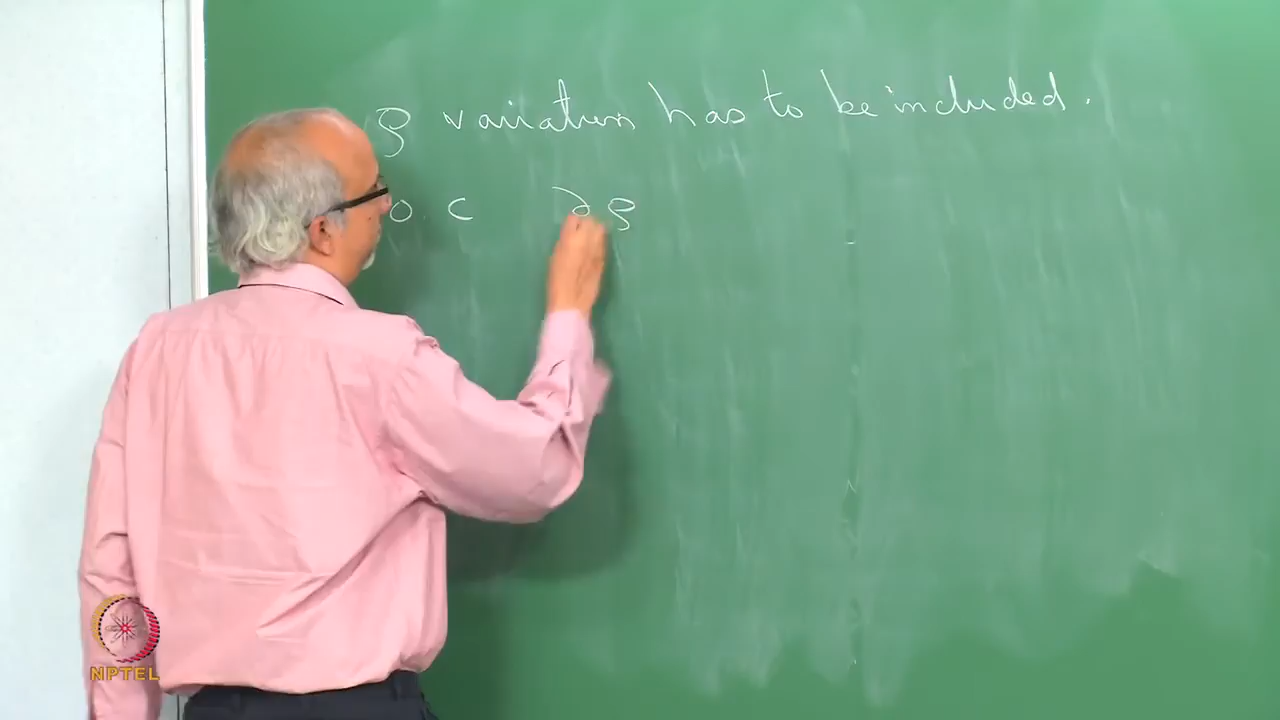 ρ variation has to be included.
o. c ∂ρ
NPTEL